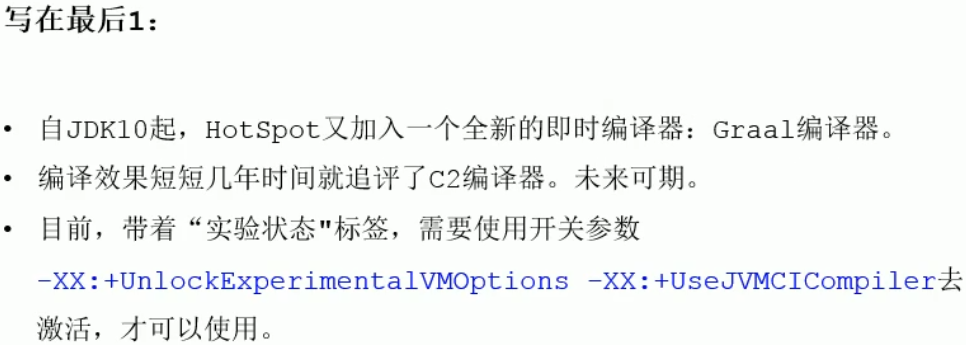 写在最后1：
• 自JDK10起，HotSpot又加入一个全新的即时编译器：Graal编译器。
• 编译效果短短几年时间就追评了C2编译器。未来可期。
• 目前，带着“实验状态"标签，需要使用开关参数
-XX:+UnlockExperimentalVMOptions -XX:+UseJVMCICompiler去
激活，才可以使用。